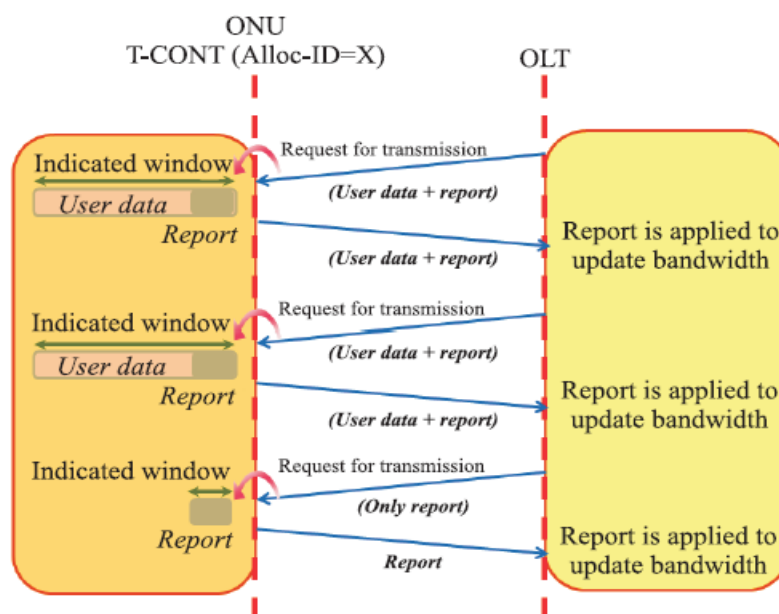 ONU
T-CONT (Alloc-ID=X)
OLT
Indicated window
Request for transmission
User data
(User data + report)
Report
(User data + report)
Report is applied to
update bandwidth
Indicated window
Request for transmission
User data
(User data + report)
Report
(User data + report)
Report is applied to
update bandwidth
Indicated window
Request for transmission
(Only report)
Report
Report
Report is applied to
update bandwidth